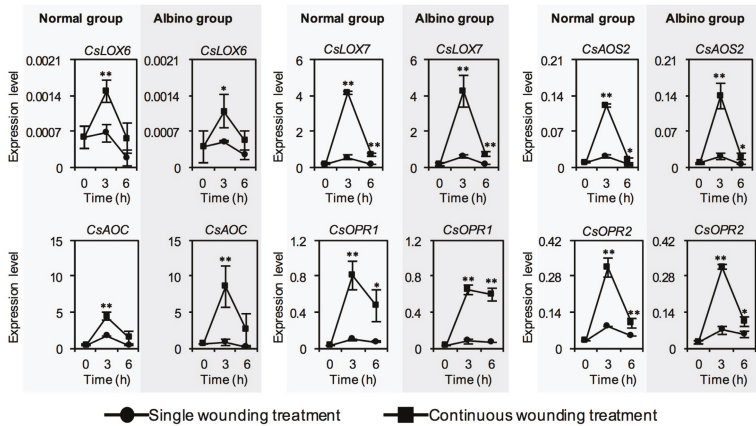 Normal group Albino group Normal group Albino group Normal group Albino group
CsLOX6 CsLOX6 CsLOX7 CsLOX7 CsAOS2 CsAOS2
Expression level
0.0021
0.0014
0.0007
0
**
0 3 6
Time (h)
0.0021
0.0014
0.0007
0
*
0 3 6
Time (h)
Expression level
6
4
2
0
**
**
0 3 6
Time (h)
6
4
2
0
**
**
0 3 6
Time (h)
Expression level
0.21
0.14
0.07
0
**
*
0 3 6
Time (h)
0.21
0.14
0.07
0
**
*
0 3 6
Time (h)
CsAOC CsAOC CsOPR1 CsOPR1 CsOPR2 CsOPR2
Expression level
15
10
5
0
**
0 3 6
Time (h)
15
10
5
0
**
0 3 6
Time (h)
Expression level
1.2
0.8
0.4
0
**
*
0 3 6
Time (h)
1.2
0.8
0.4
0
**
**
0 3 6
Time (h)
Expression level
0.42
0.28
0.14
0
**
**
0 3 6
Time (h)
0.42
0.28
0.14
0
**
*
0 3 6
Time (h)
Single wounding treatment Continuous wounding treatment